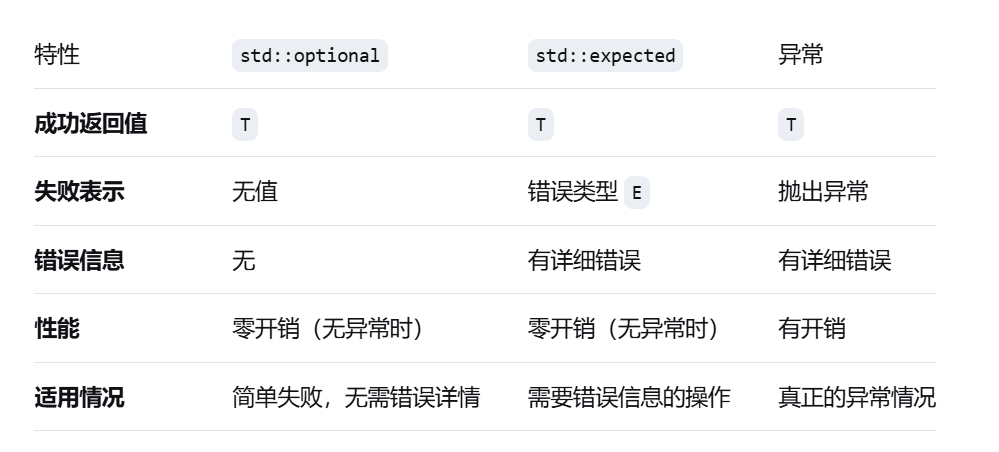 特性 std::optional std::expected 异常
成功返回值 T T T
失败表示 无值 错误类型 E 抛出异常
错误信息 无 有详细错误 有详细错误
性能 零开销（无异常时） 零开销（无异常时） 有开销
适用情况 简单失败，无需错误详情 需要错误信息的操作 真正的异常情况